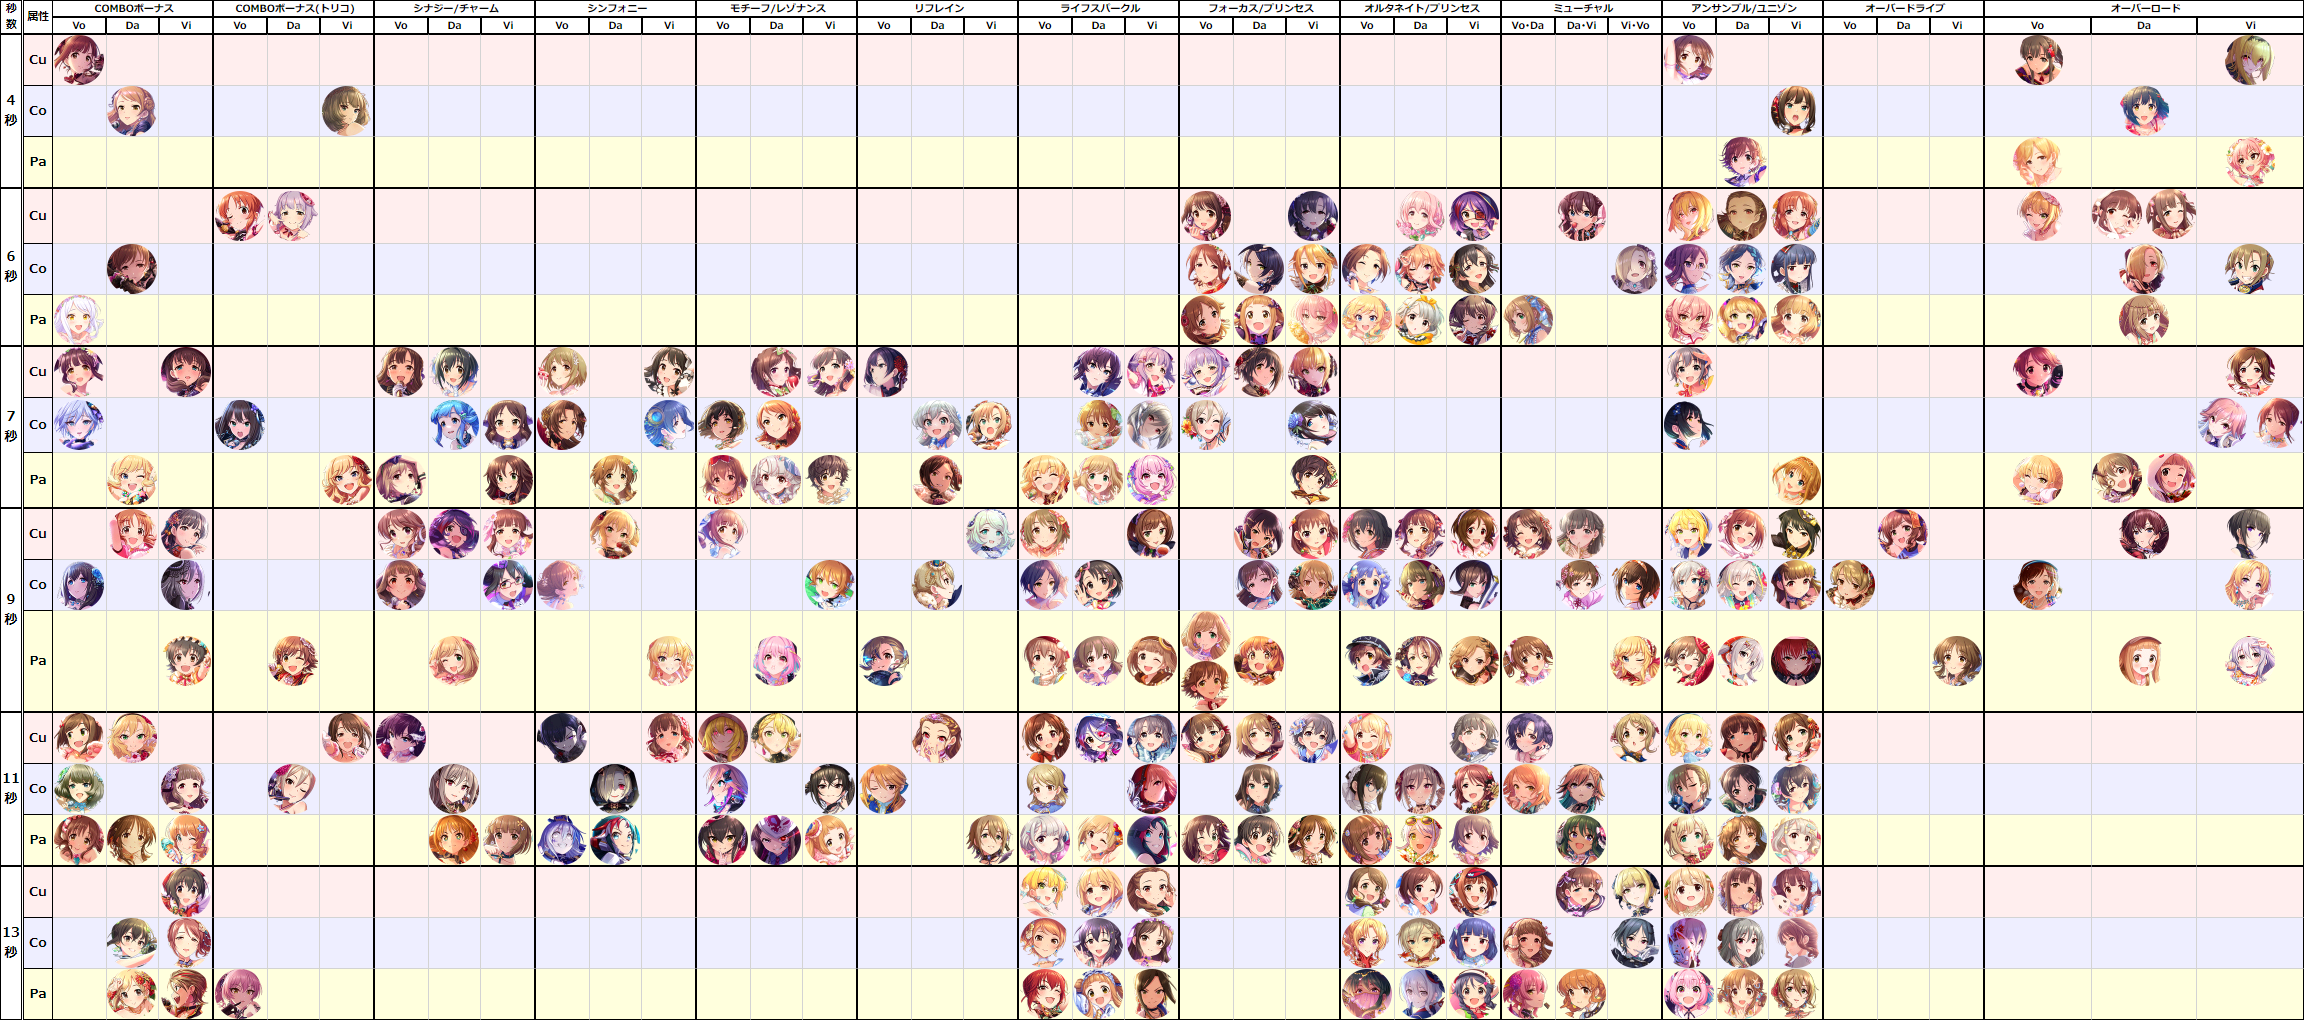 秒数 属性 COMBOボーナス COMBOボーナス(トリコ) シナジー/チャーム シンフォニー モチーフ/レゾナンス リフレイン ライフスパークル フォーカス/プリンセス オルタネイト/プリンセス ミューチャル アンサンブル/ユニゾン オーバードライブ オーバーロード
Vo Da Vi Vo Da Vi Vo Da Vi Vo Da Vi Vo Da Vi Vo Da Vi Vo Da Vi Vo Da Vi Vo Da Vi Vo・Da Da・Vi Vi・Vo Vo Da Vi Vo Da Vi Vo Da Vi
4秒
Cu
Co
Pa
6秒
Cu
Co
Pa
7秒
Cu
Co
Pa
9秒
Cu
Co
Pa
11秒
Cu
Co
Pa
13秒
Cu
Co
Pa